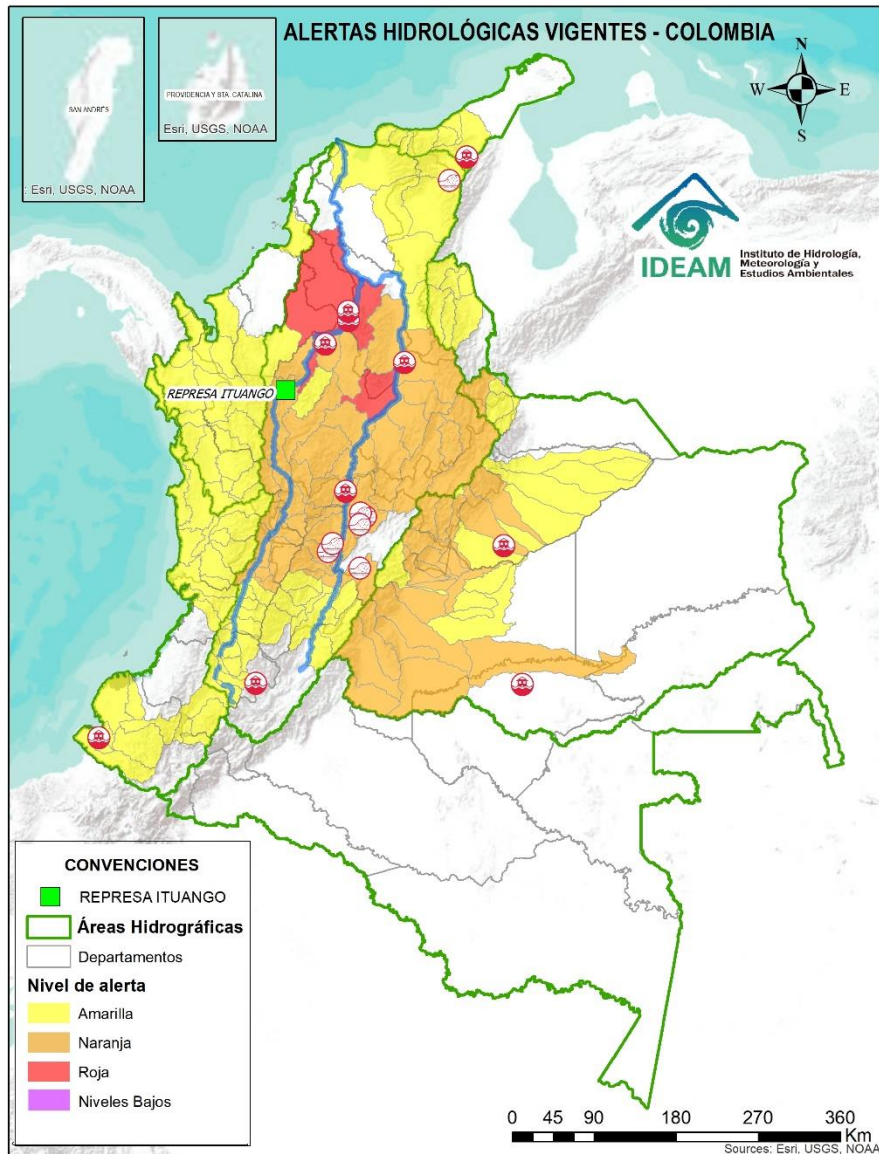 ALERTAS HIDROLÓGICAS VIGENTES - COLOMBIA
SAN ANDRÉS
: Esri, USGS, NOAA
PROVIDENCIA Y STA. CATALINA
Esri, USGS, NOAA
N
W
E
S
IDEAM
Instituto de Hidrología,
Meteorología y
Estudios Ambientales
REPRESA ITUANGO
CONVENCIONES
REPRESA ITUANGO
Áreas Hidrográficas
Departamentos
Nivel de alerta
Amarilla
Naranja
Roja
Niveles Bajos
0 45 90 180 270 360
Km
Sources: Esri, USGS, NOAA